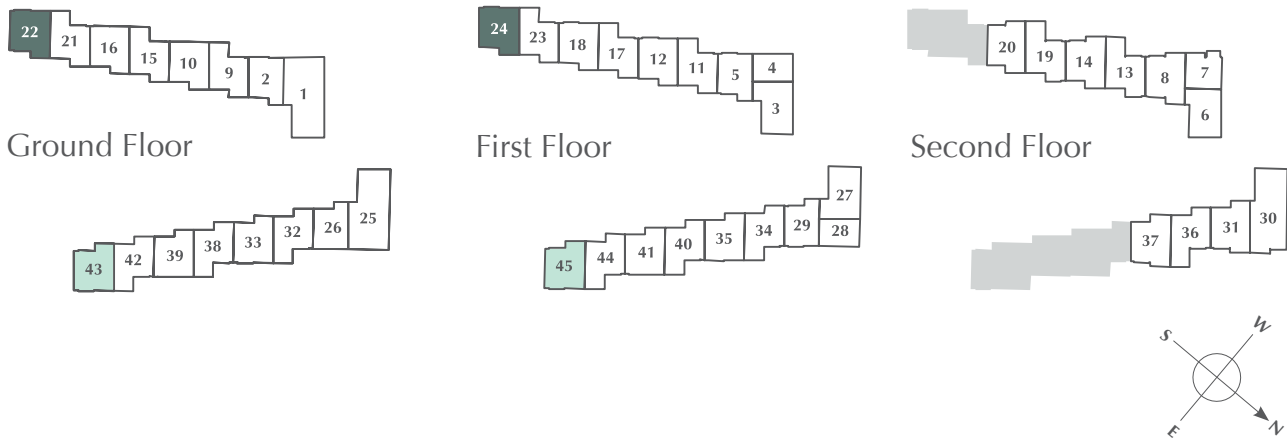 22 21 16 15 10 9 2 1
24 23 18 17 12 11 5 4 3
20 19 14 13 8 7 6
Ground Floor
First Floor
Second Floor
43 42 39 38 33 32 26 25
45 44 41 40 35 34 29 27 28
37 36 31 30
S W
E N